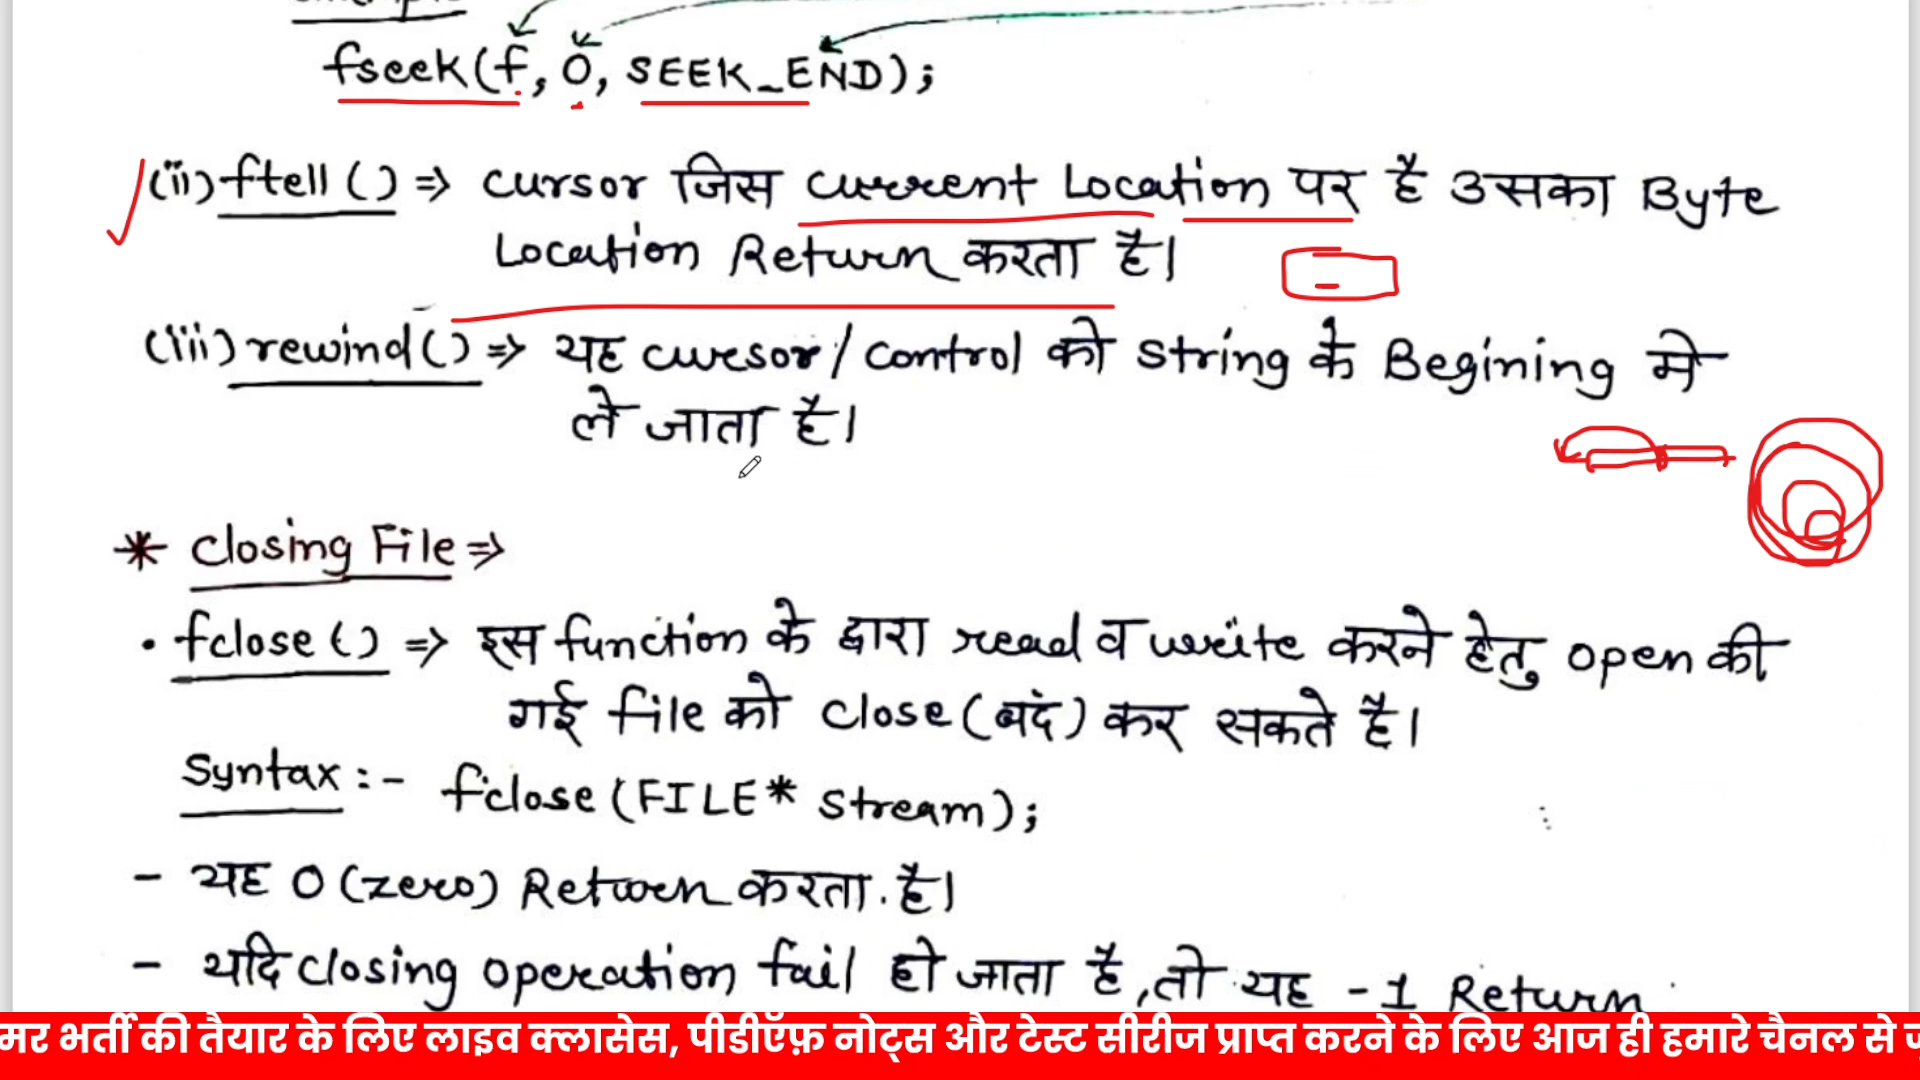 fseek(f, 0, SEEK_END);
(ii) ftell () ⇒ cursor जिस current Location पर है उसका Byte
Location Return करता है।
(iii) rewind() ⇒ यह cursor/control को String के Begining मे
ले जाता है।
* Closing File ⇒
• fclose () ⇒ इस function के द्वारा read व write करने हेतु open की
गई file को close (बदं) कर सकते है।
Syntax :- fclose (FILE* Stream);
- यह 0 (zero) Return करता है।
- यदि closing operation fail हो जाता है, तो यह -1 Return
मर भर्ती की तैयार के लिए लाइव क्लासेस, पीडीऍफ़ नोट्स और टेस्ट सीरीज प्राप्त करने के लिए आज ही हमारे चैनल से